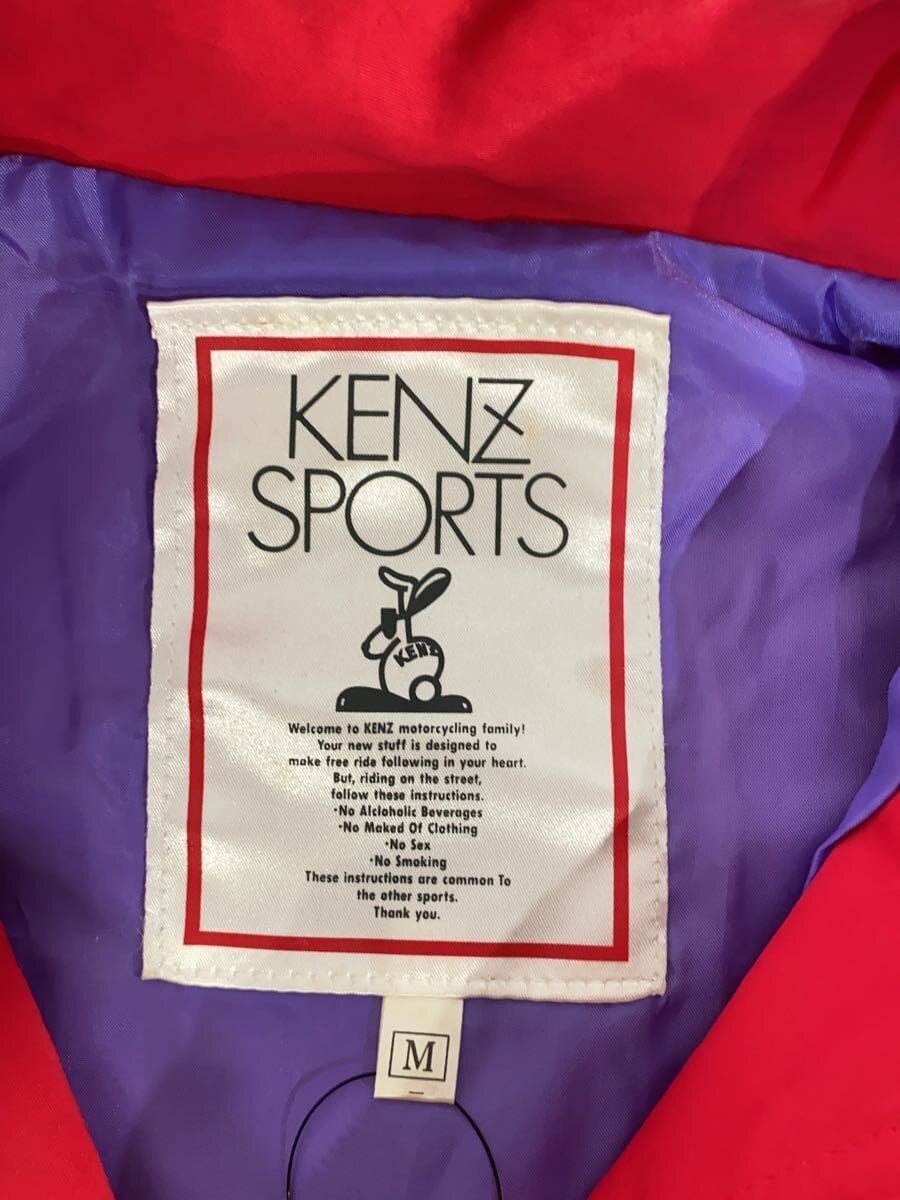 KENZ
SPORTS
KENZ
Welcome to KENZ motorcycling family!
Your new stuff is designed to
make free ride following in your heart.
But, riding on the street,
follow these instructions.
·No Alcloholic Beverages
·No Maked Of Clothing
·No Sex
·No Smoking
These instructions are common To
the other sports.
Thank you.
M